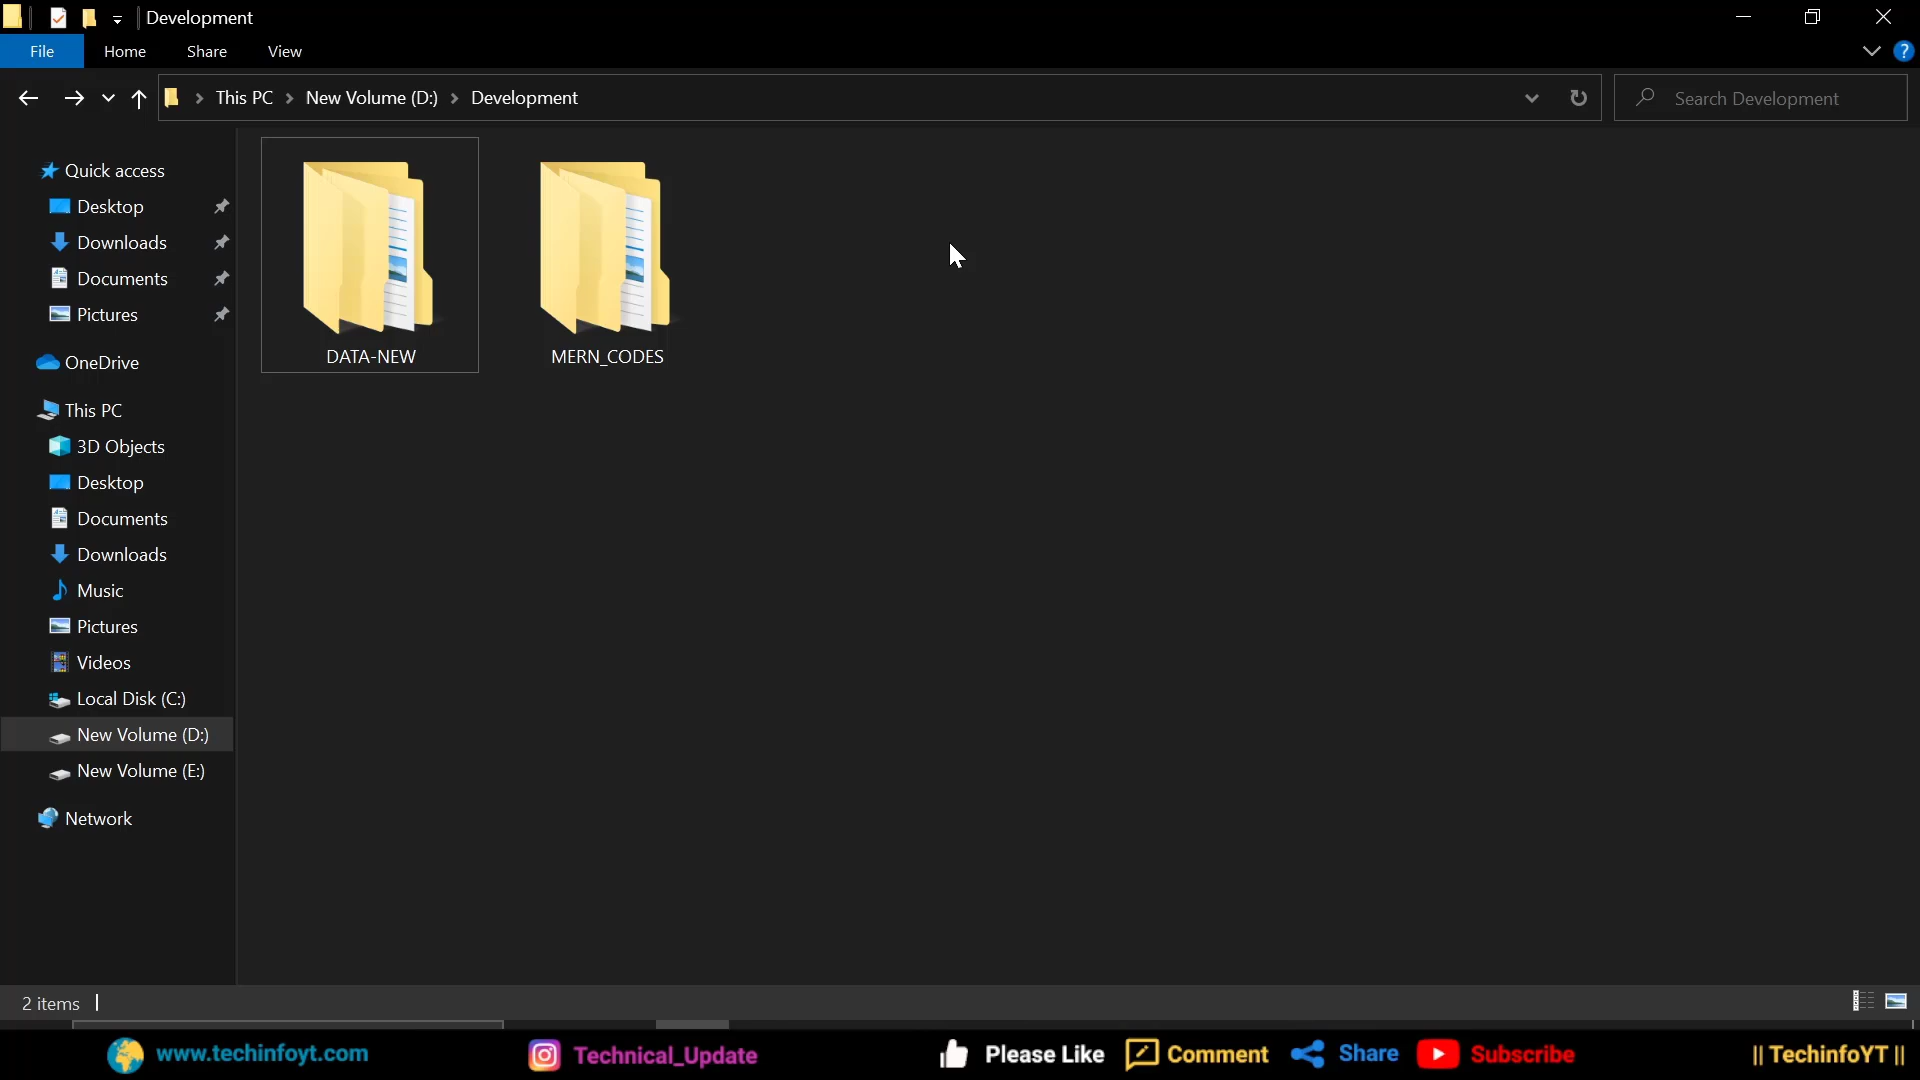 Development
File Home Share View ?
This PC New Volume (D:) Development
Search Development
Quick access
Desktop
Downloads
Documents
Pictures
OneDrive
This PC
3D Objects
Desktop
Documents
Downloads
Music
Pictures
Videos
Local Disk (C:)
New Volume (D:)
New Volume (E:)
Network
DATA-NEW
MERN_CODES
2 items
www.techinfoyt.com Technical_Update Please Like Comment Share Subscribe || TechinfoYT ||